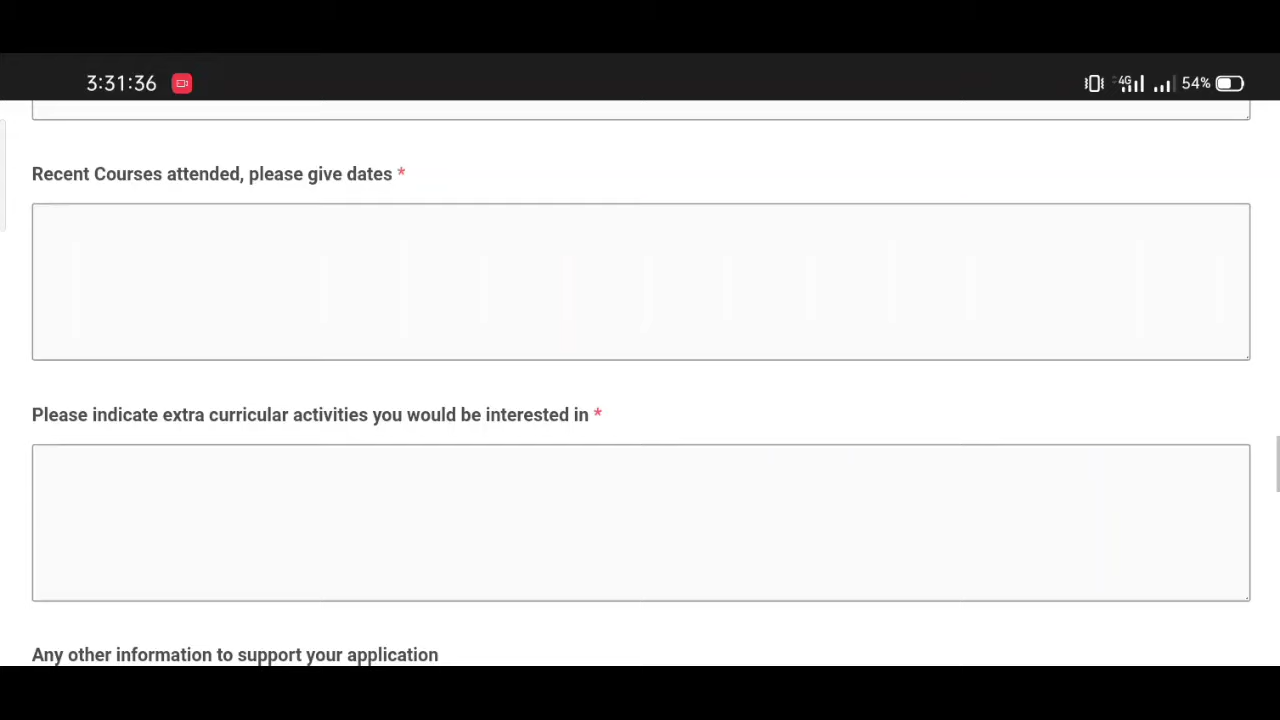 3:31:36
4G 54%
Recent Courses attended, please give dates *
Please indicate extra curricular activities you would be interested in *
Any other information to support your application